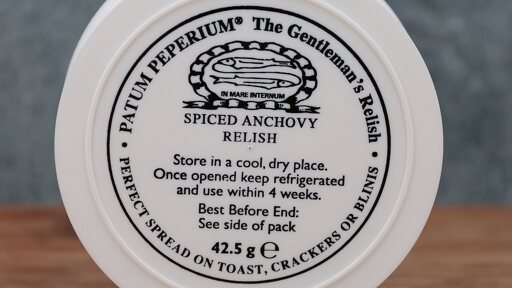 PATUM PEPERIUM® The Gentleman's Relish
IN MARE INTERNUM
SPICED ANCHOVY
RELISH
Store in a cool, dry place.
Once opened keep refrigerated
and use within 4 weeks.
Best Before End:
See side of pack
42.5 g ℮
• PERFECT SPREAD ON TOAST, CRACKERS OR BLINIS •